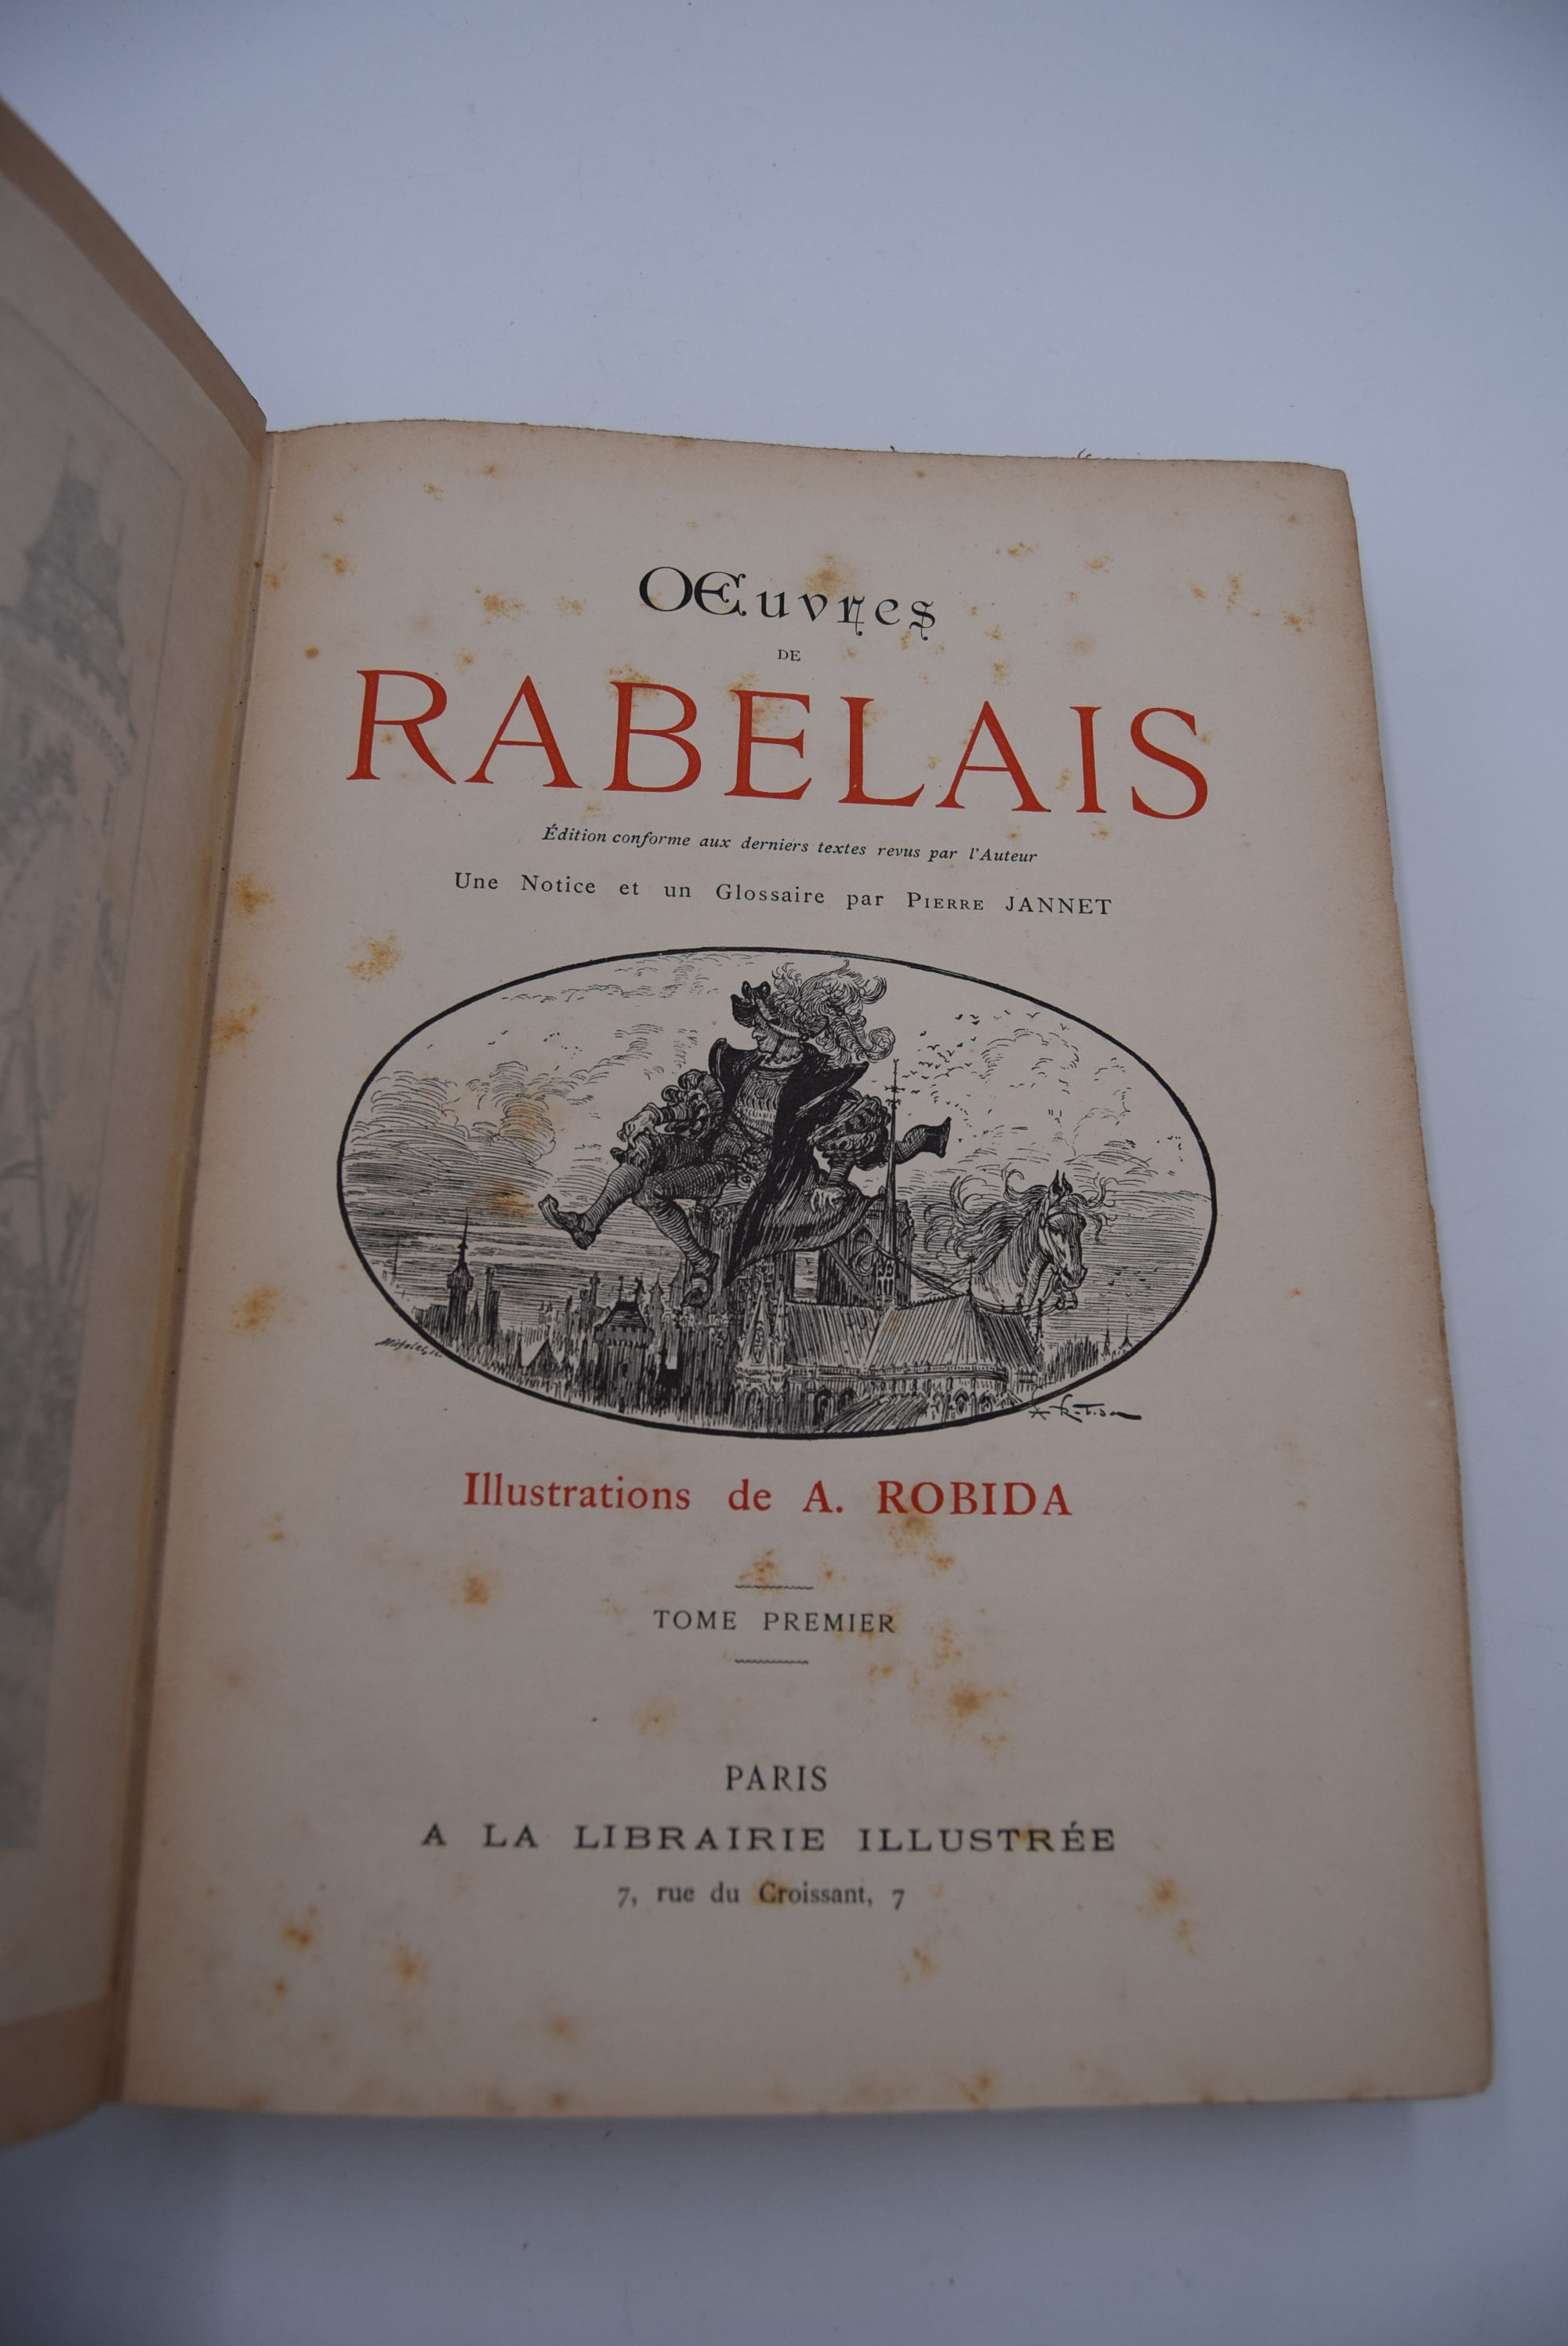 ŒUVRES
DE
RABELAIS
Édition conforme aux derniers textes revus par l'Auteur
Une Notice et un Glossaire par PIERRE JANNET
A. Robida
Illustrations de A. ROBIDA
TOME PREMIER
PARIS
A LA LIBRAIRIE ILLUSTRÉE
7, rue du Croissant, 7